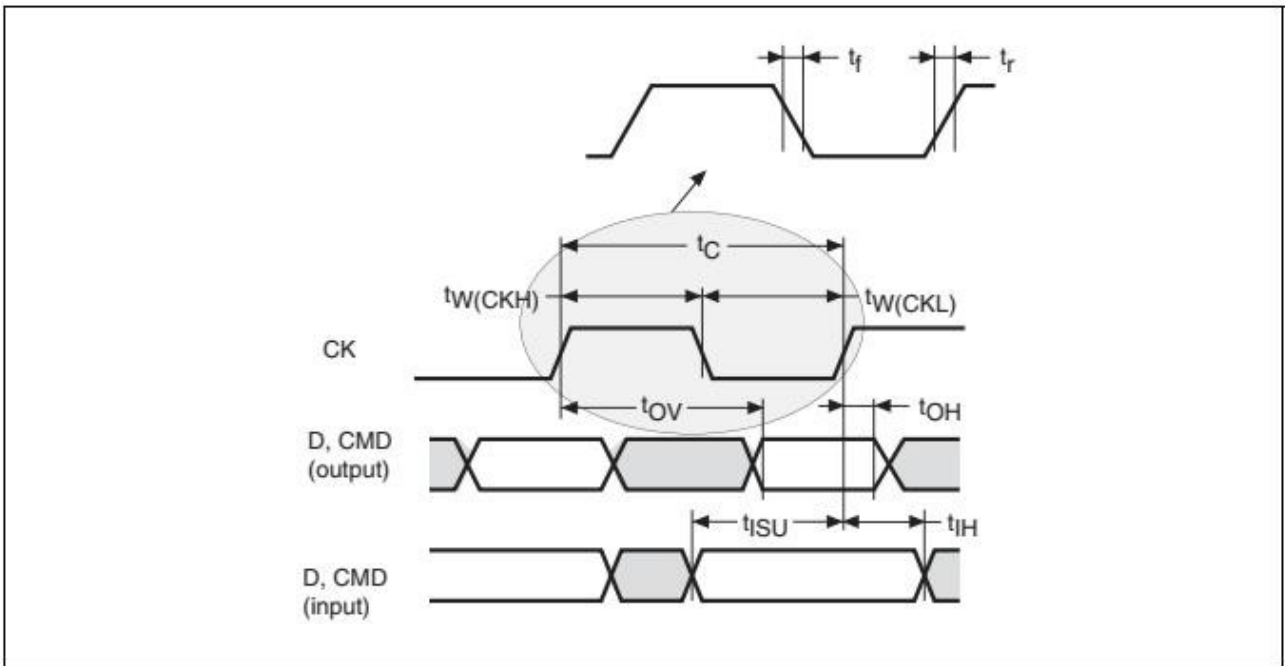 tf
tr
tC
tW(CKH)
tW(CKL)
CK
tOV
tOH
D, CMD
(output)
tISU
tIH
D, CMD
(input)